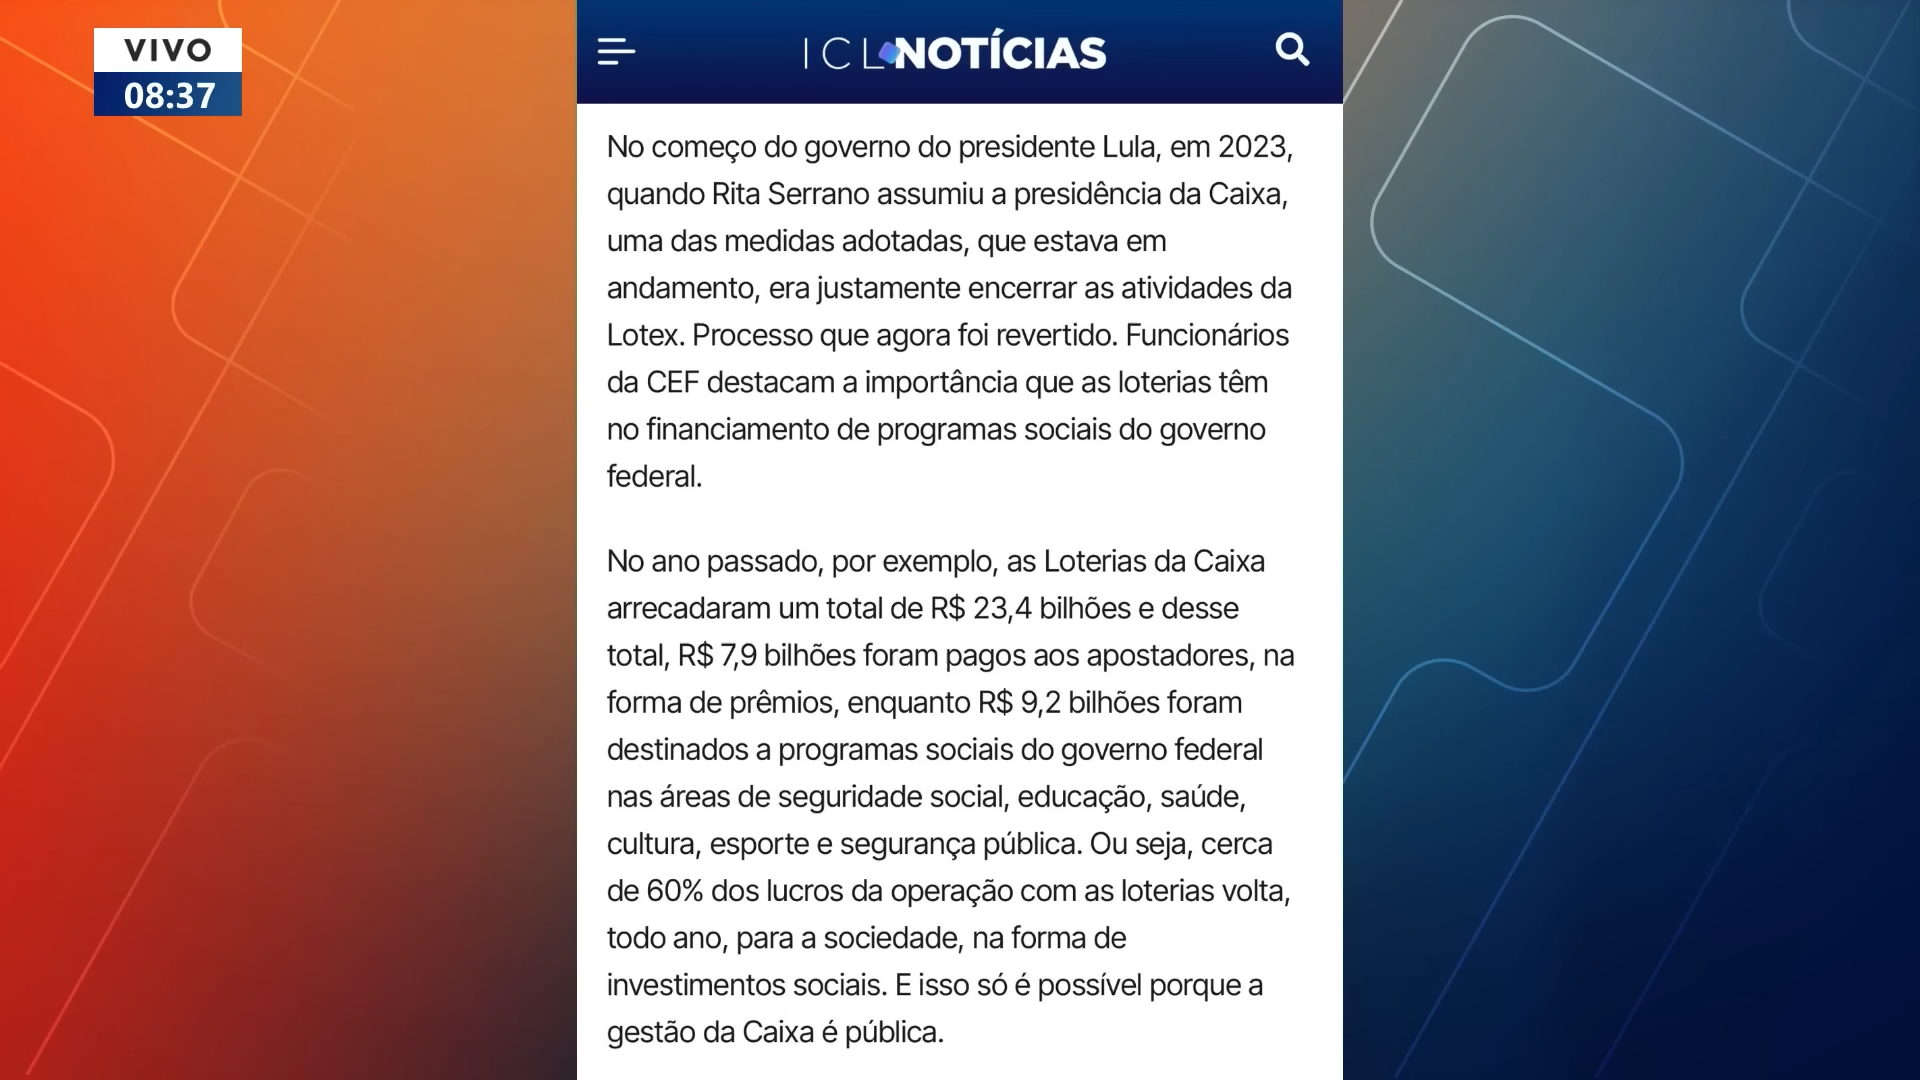 VIVO
08:37
ICL NOTÍCIAS
No começo do governo do presidente Lula, em 2023,
quando Rita Serrano assumiu a presidência da Caixa,
uma das medidas adotadas, que estava em
andamento, era justamente encerrar as atividades da
Lotex. Processo que agora foi revertido. Funcionários
da CEF destacam a importância que as loterias têm
no financiamento de programas sociais do governo
federal.
No ano passado, por exemplo, as Loterias da Caixa
arrecadaram um total de R$ 23,4 bilhões e desse
total, R$ 7,9 bilhões foram pagos aos apostadores, na
forma de prêmios, enquanto R$ 9,2 bilhões foram
destinados a programas sociais do governo federal
nas áreas de seguridade social, educação, saúde,
cultura, esporte e segurança pública. Ou seja, cerca
de 60% dos lucros da operação com as loterias volta,
todo ano, para a sociedade, na forma de
investimentos sociais. E isso só é possível porque a
gestão da Caixa é pública.